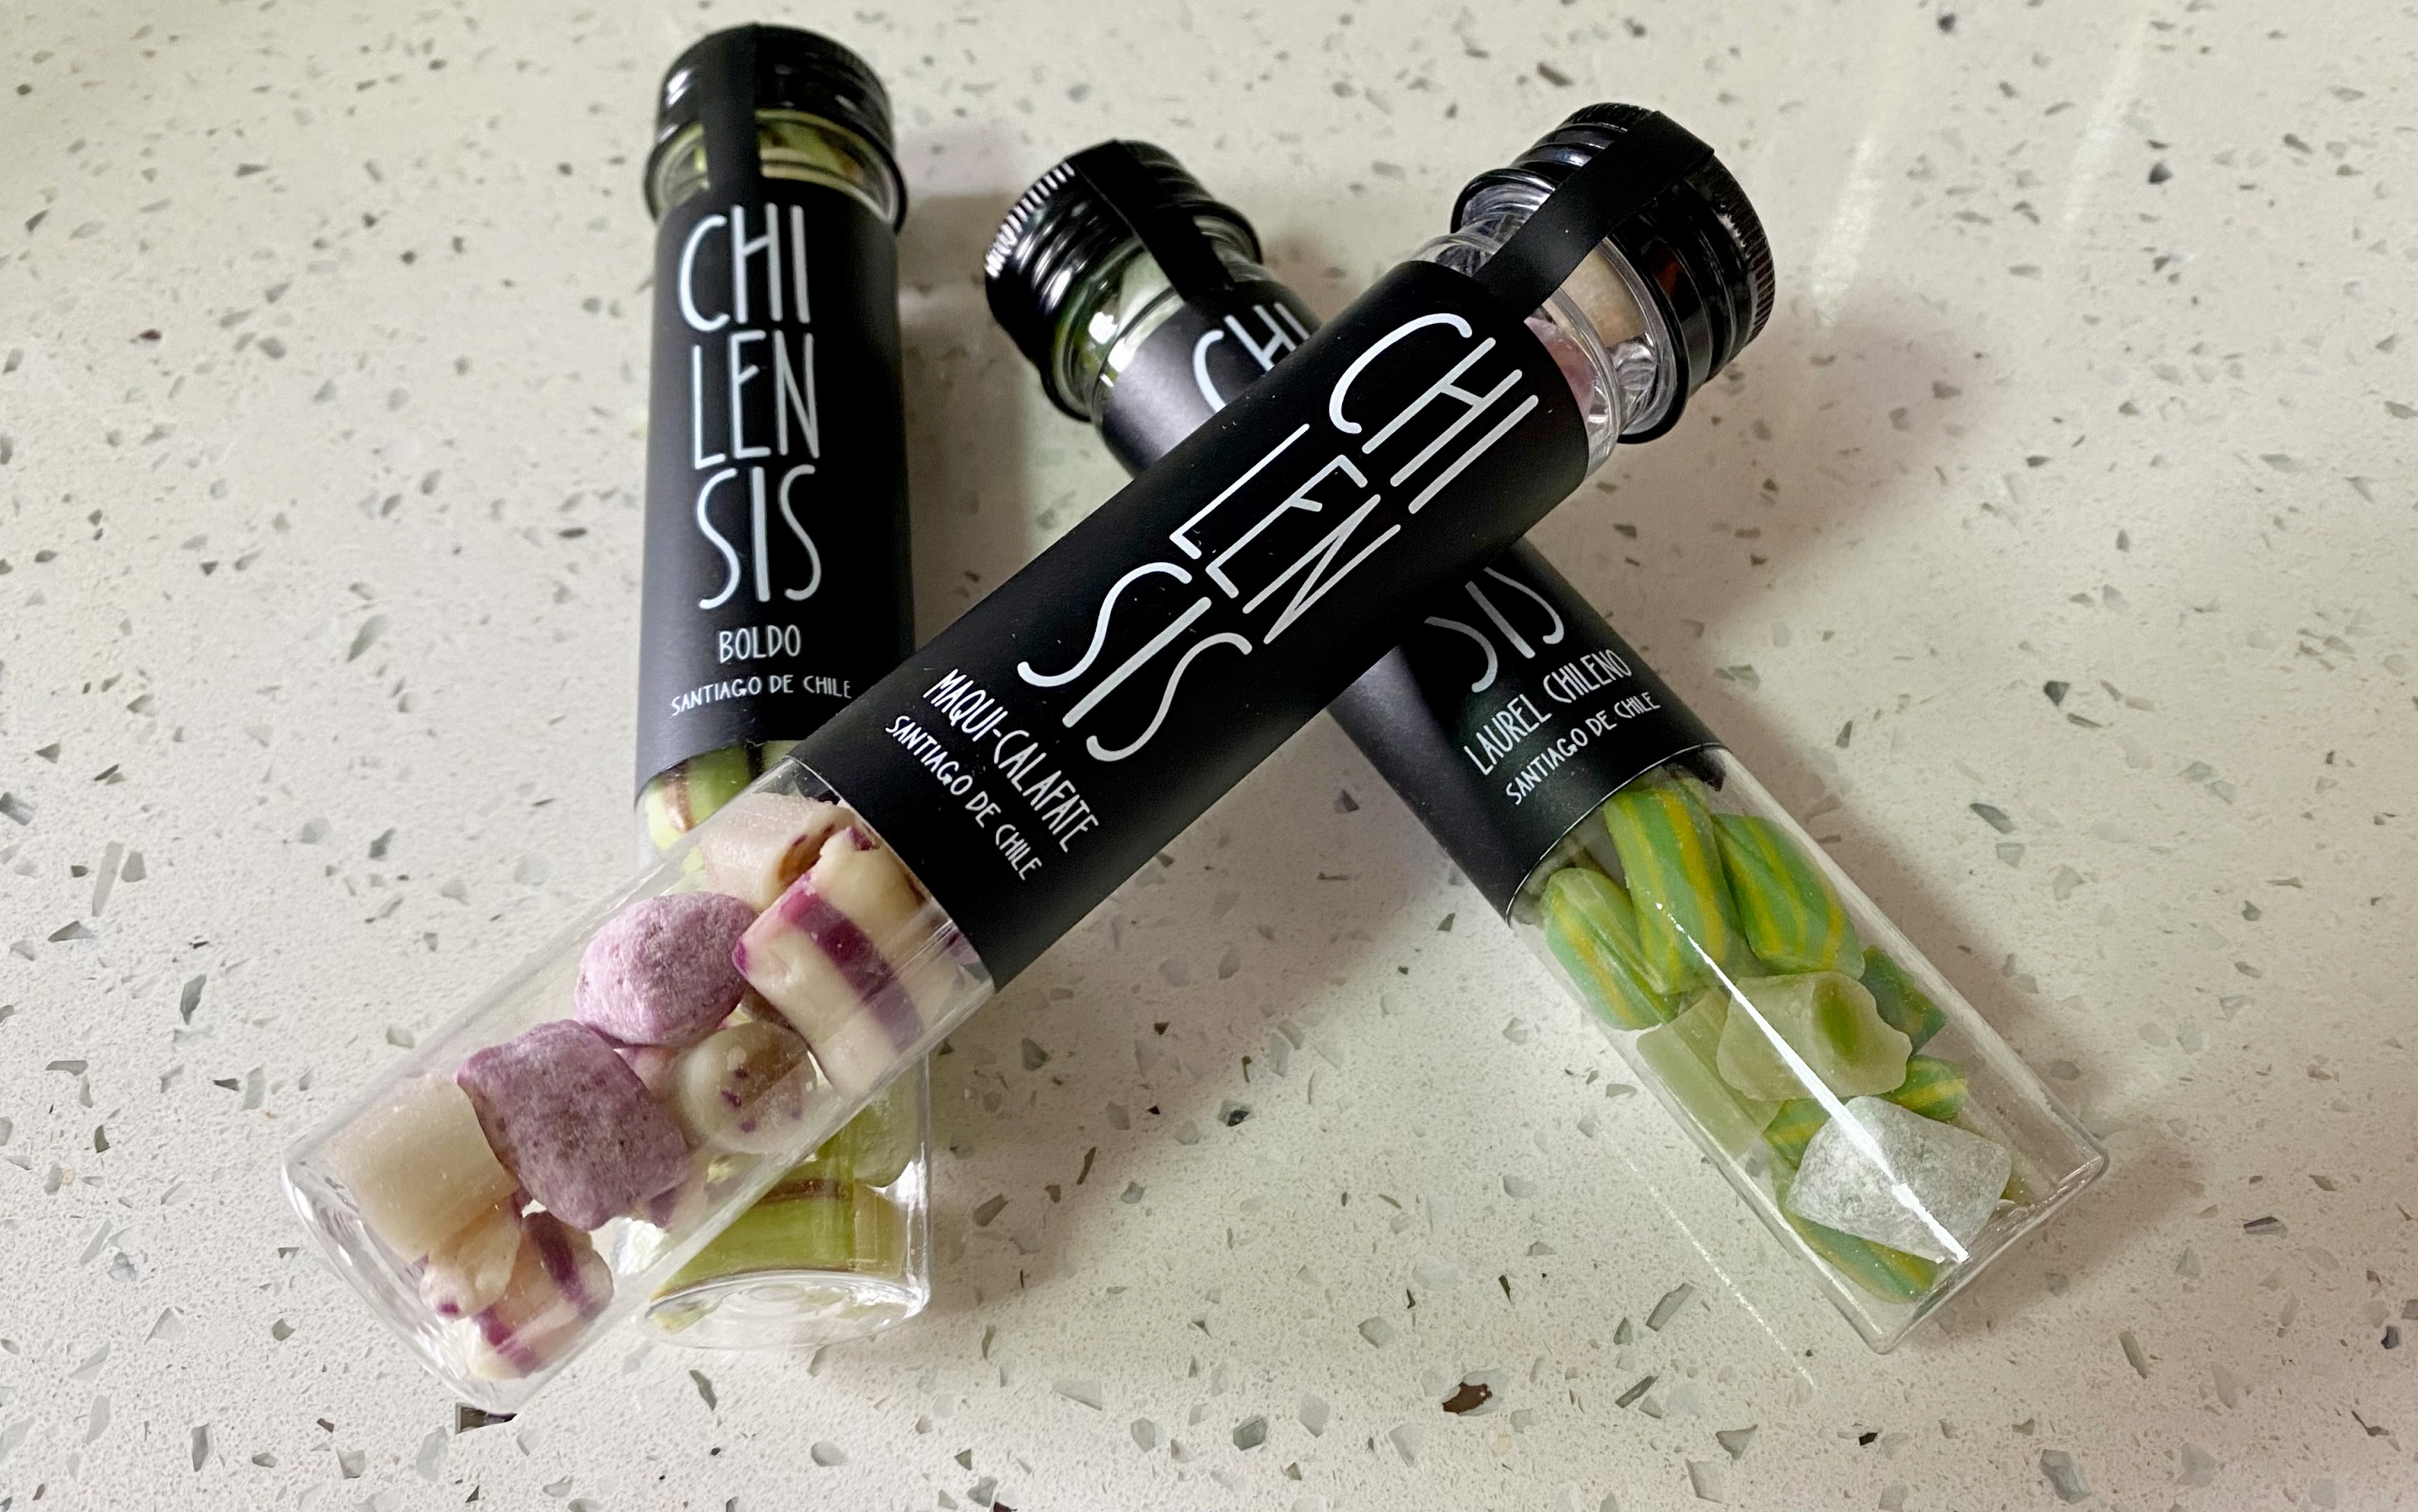 CHI
LEN
SIS
BOLDO
SANTIAGO DE CHILE
CHI
LEN
SIS
MAQUI-CALAFATE
SANTIAGO DE CHILE
CHI
SIS
LAUREL CHILENO
SANTIAGO DE CHILE